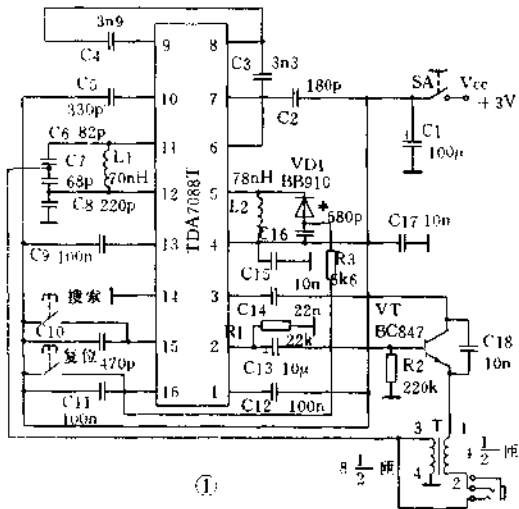 3n9
C4
9
8
C3
3n3
C5
330p
10
7
180p
C2
SA
Vcc
+3V
C1
100μ
C6 82p
11
6
C7
L1
68p
70nH
12
5
C8 220p
TDA7088T
78nH
L2
VD1
BB910
680p
C16
C17 10n
C9 100n
13
4
C15
10n
R3
5k6
搜索
14
3
C14
22n
VT
BC847
C18
10n
C10
470p
15
2
R1
22k
C13 10μ
R2
220k
复位
C11
100n
16
1
C12
100n
3 T 1
4 2
8 1/2 匝
4 1/2 匝
①